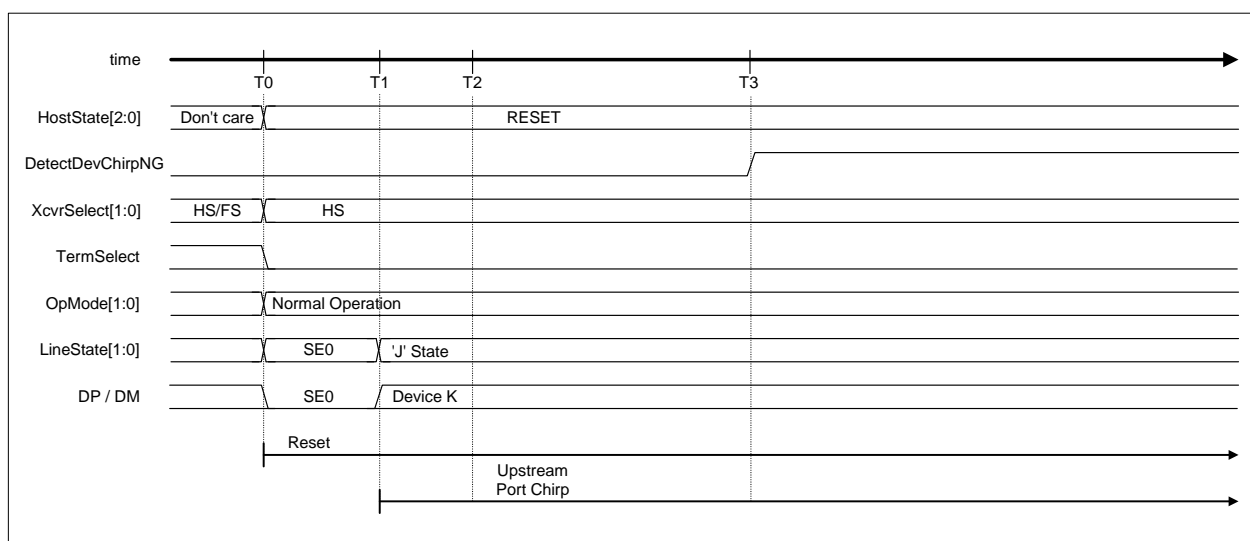 time
T0 T1 T2 T3
HostState[2:0] Don't care RESET
DetectDevChirpNG
XcvrSelect[1:0] HS/FS HS
TermSelect
OpMode[1:0] Normal Operation
LineState[1:0] SE0 'J' State
DP / DM SE0 Device K
Reset
Upstream
Port Chirp